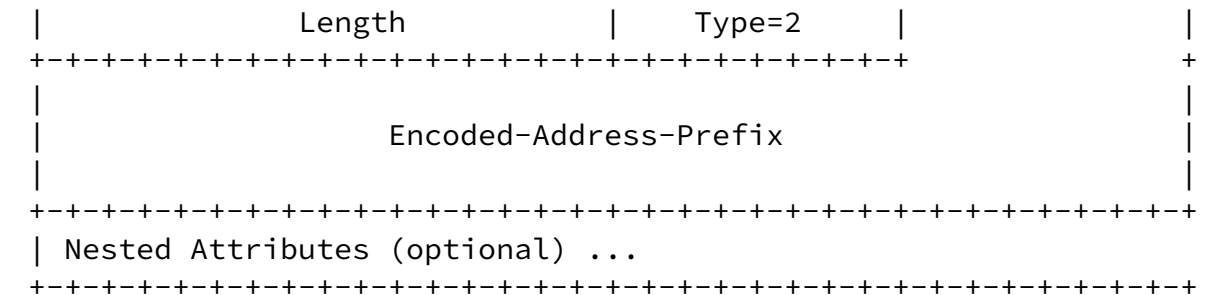 |              Length           |    Type=2     |               |
+-+-+-+-+-+-+-+-+-+-+-+-+-+-+-+-+-+-+-+-+-+-+-+-+               +
|                                                               |
|                   Encoded-Address-Prefix                      |
|                                                               |
+-+-+-+-+-+-+-+-+-+-+-+-+-+-+-+-+-+-+-+-+-+-+-+-+-+-+-+-+-+-+-+-+
| Nested Attributes (optional) ...
+-+-+-+-+-+-+-+-+-+-+-+-+-+-+-+-+-+-+-+-+-+-+-+-+-+-+-+-+-+-+-+-+